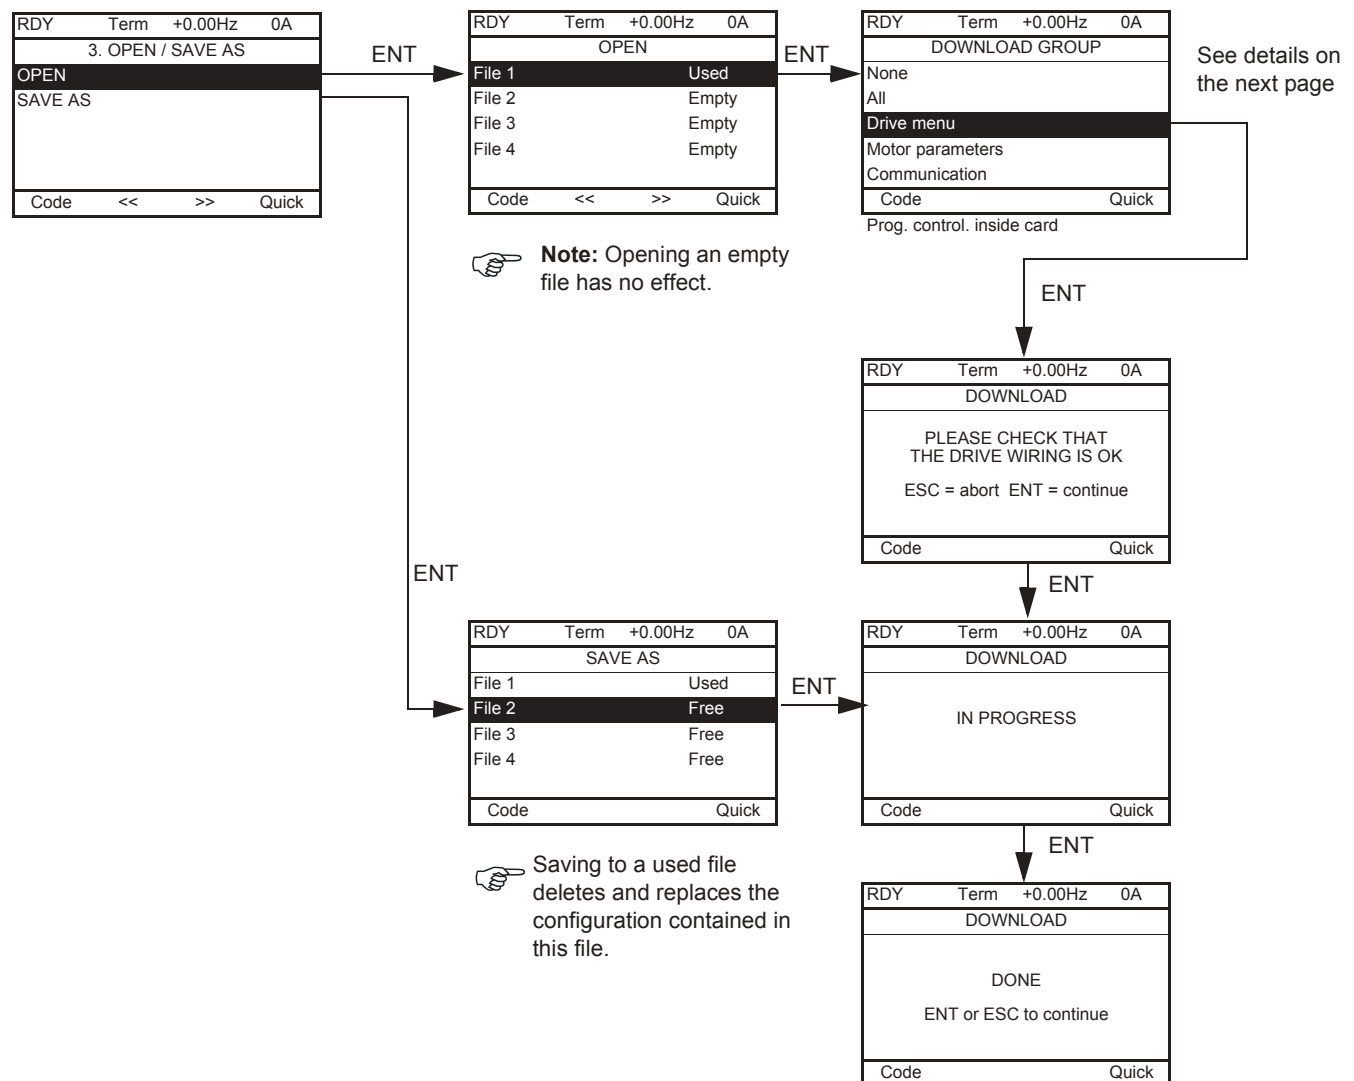 RDY Term +0.00Hz 0A
3. OPEN / SAVE AS
OPEN
SAVE AS
Code << >> Quick
ENT
RDY Term +0.00Hz 0A
OPEN
File 1 Used
File 2 Empty
File 3 Empty
File 4 Empty
Code << >> Quick
Note: Opening an empty
file has no effect.
ENT
RDY Term +0.00Hz 0A
DOWNLOAD GROUP
None
All
Drive menu
Motor parameters
Communication
Code Quick
Prog. control. inside card
See details on
the next page
ENT
RDY Term +0.00Hz 0A
DOWNLOAD
PLEASE CHECK THAT
THE DRIVE WIRING IS OK
ESC = abort ENT = continue
Code Quick
ENT
ENT
RDY Term +0.00Hz 0A
SAVE AS
File 1 Used
File 2 Free
File 3 Free
File 4 Free
Code Quick
Saving to a used file
deletes and replaces the
configuration contained in
this file.
ENT
RDY Term +0.00Hz 0A
DOWNLOAD
IN PROGRESS
Code Quick
ENT
RDY Term +0.00Hz 0A
DOWNLOAD
DONE
ENT or ESC to continue
Code Quick